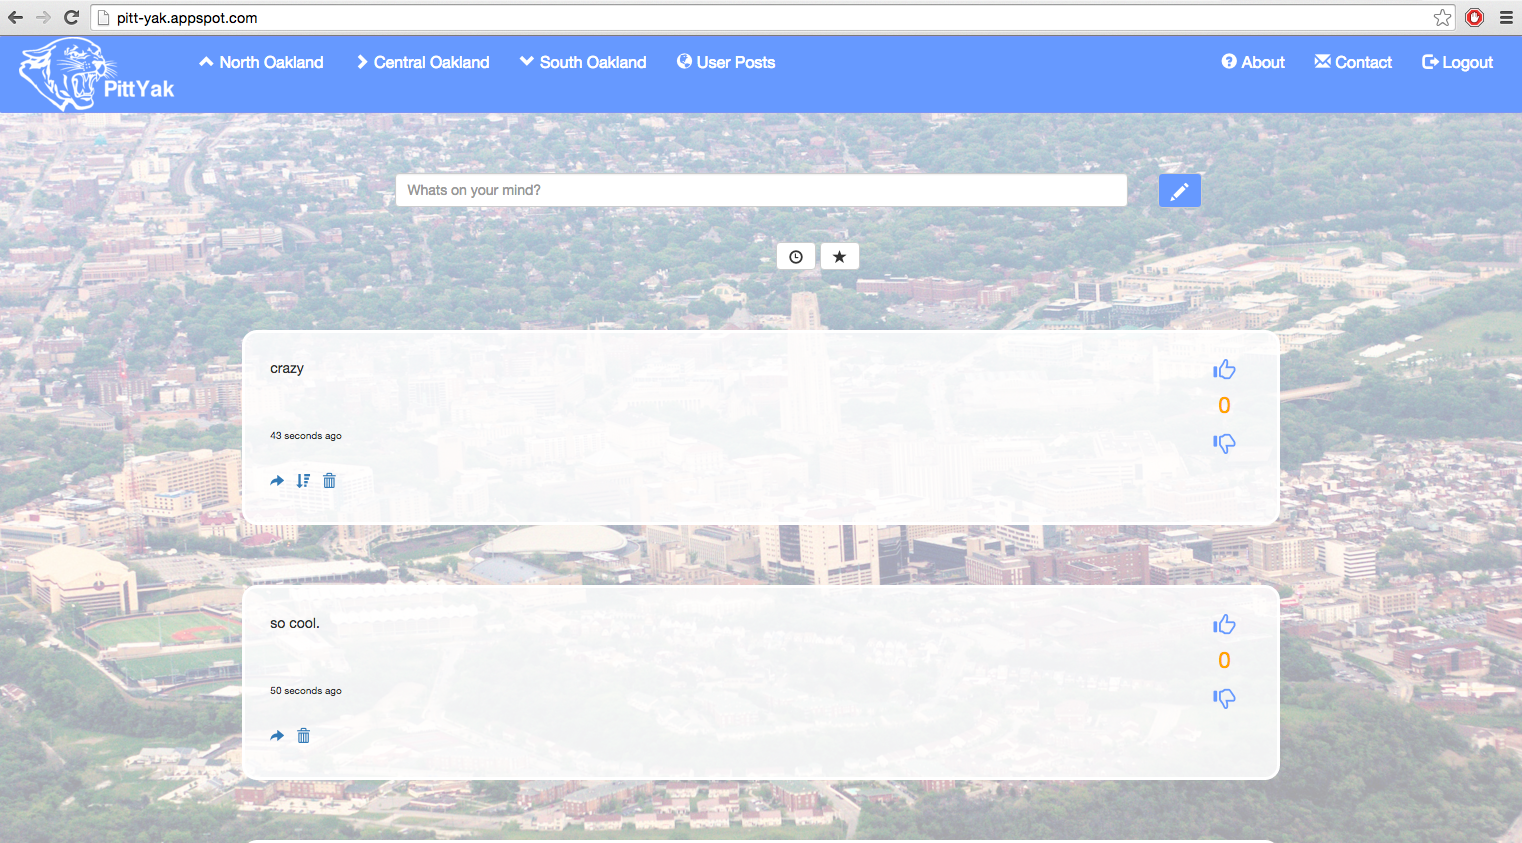 pitt-yak.appspot.com
PittYak
North Oakland
Central Oakland
South Oakland
User Posts
About
Contact
Logout
Whats on your mind?
crazy
0
43 seconds ago
so cool.
0
50 seconds ago